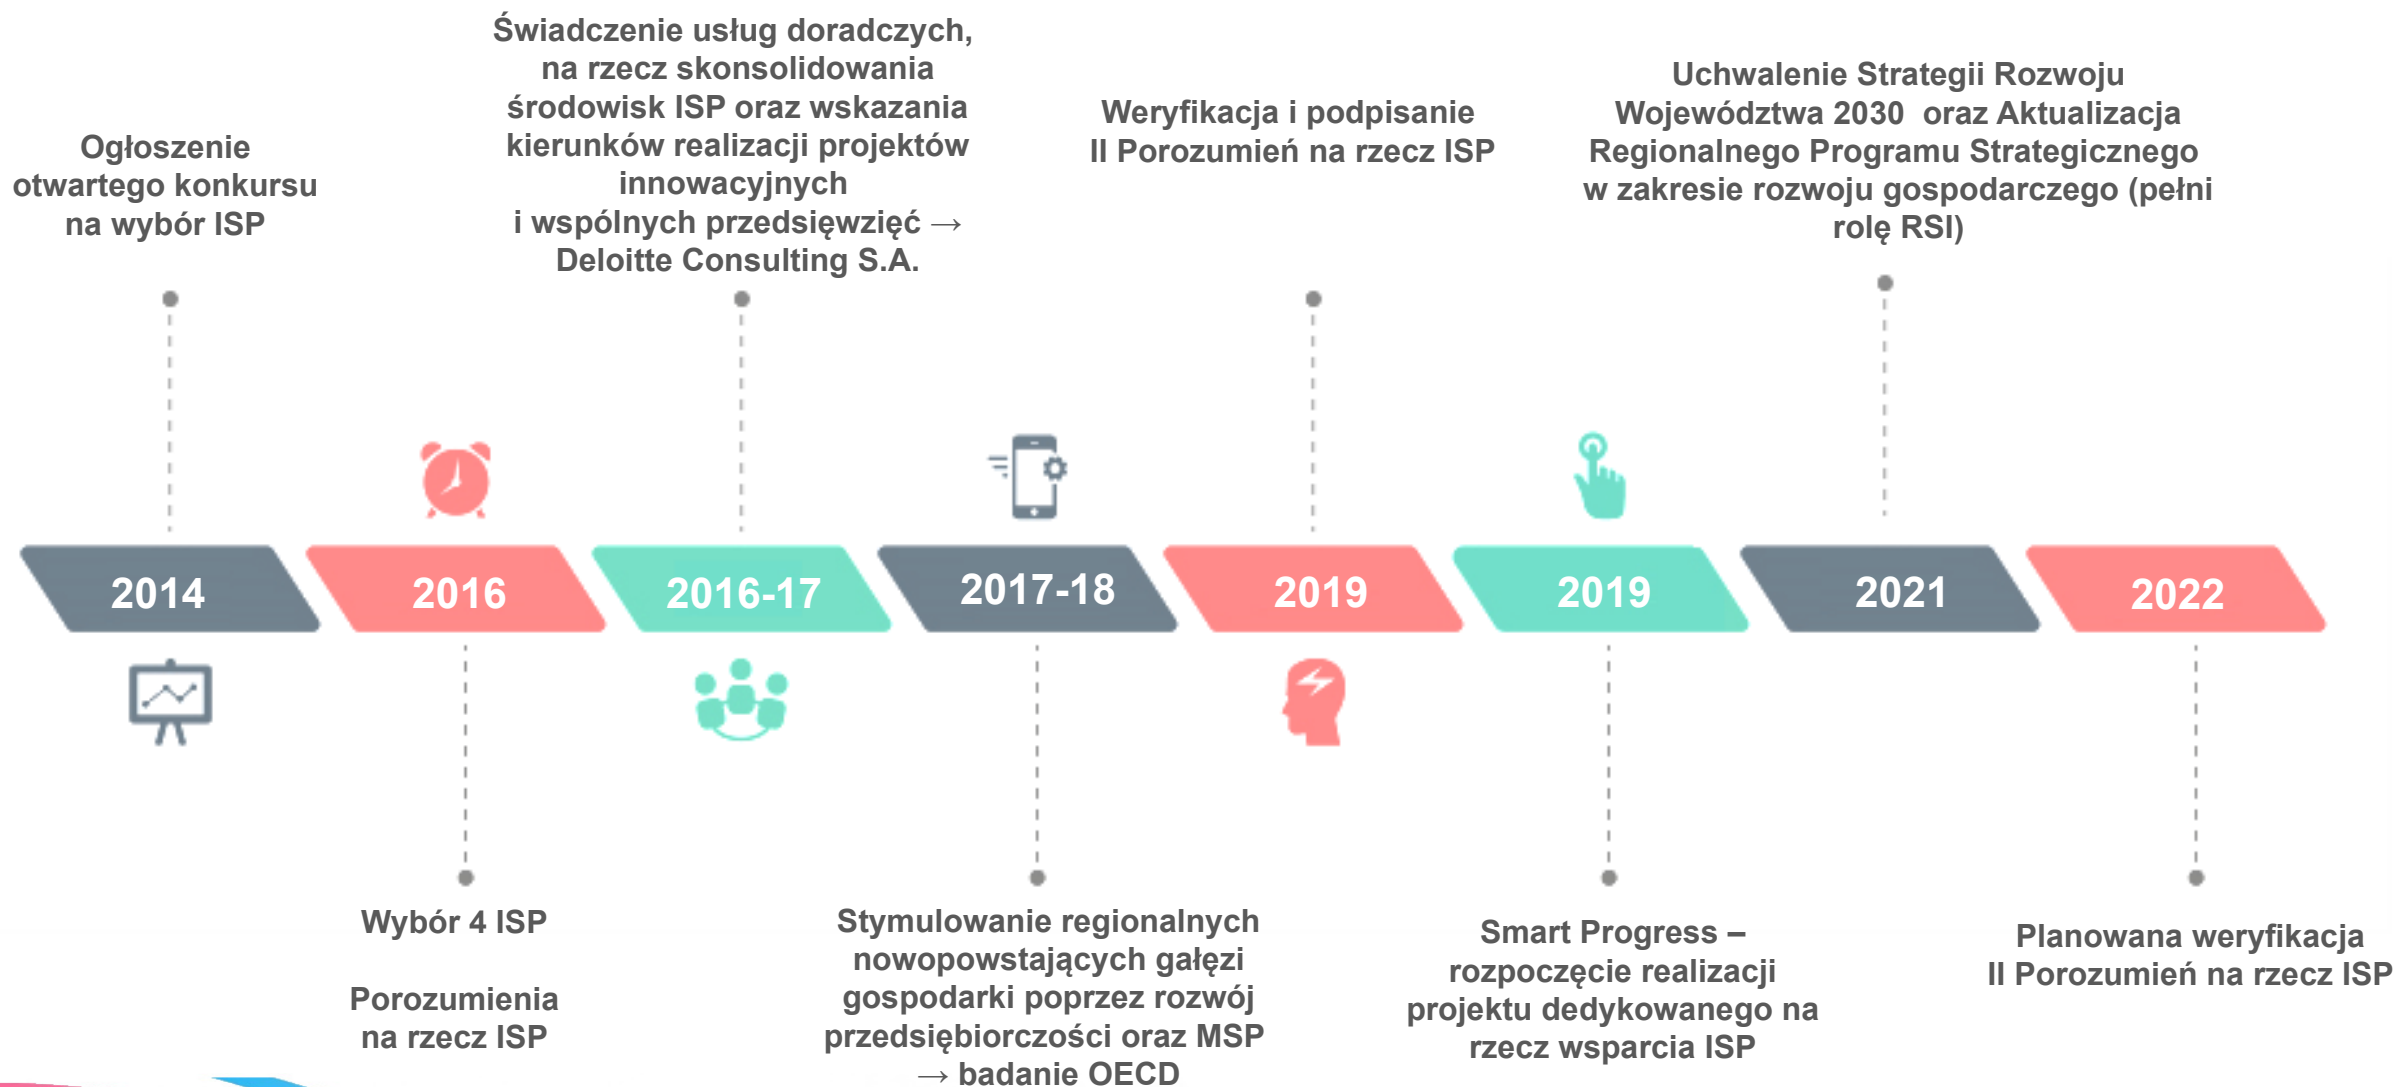 Ogłoszenie
otwartego konkursu
na wybór ISP
Świadczenie usług doradczych,
na rzecz skonsolidowania
środowisk ISP oraz wskazania
kierunków realizacji projektów
innowacyjnych
i wspólnych przedsięwzięć →
Deloitte Consulting S.A.
Weryfikacja i podpisanie
II Porozumień na rzecz ISP
Uchwalenie Strategii Rozwoju
Województwa 2030 oraz Aktualizacja
Regionalnego Programu Strategicznego
w zakresie rozwoju gospodarczego (pełni
rolę RSI)
2014
2016
2016-17
2017-18
2019
2019
2021
2022
Wybór 4 ISP
Porozumienia
na rzecz ISP
Stymulowanie regionalnych
nowopowstających gałęzi
gospodarki poprzez rozwój
przedsiębiorczości oraz MSP
→ badanie OECD
Smart Progress –
rozpoczęcie realizacji
projektu dedykowanego na
rzecz wsparcia ISP
Planowana weryfikacja
II Porozumień na rzecz ISP